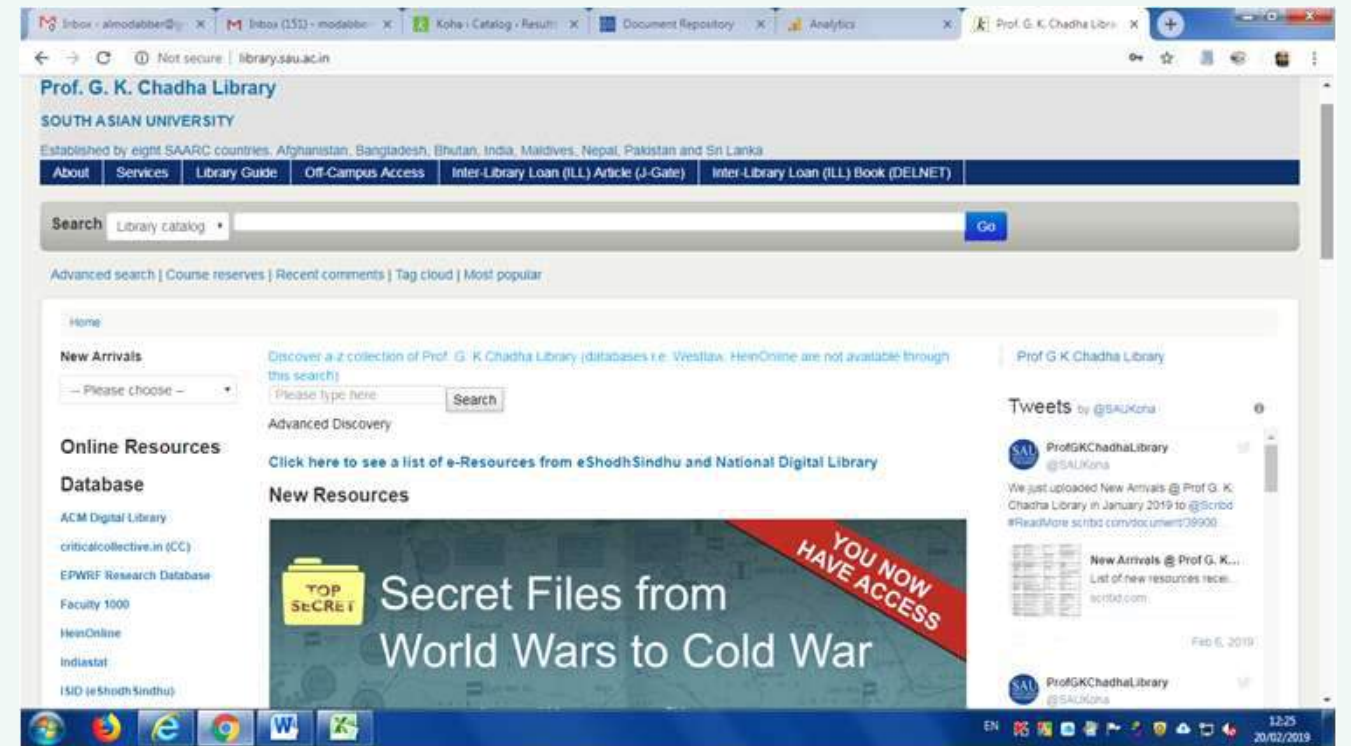 Inbox - almodabber@g
Inbox (151) - modabber
Koha › Catalog › Result
Document Repository
Analytics
Prof. G. K. Chadha Libra
Not secure | library.sau.ac.in
Prof. G. K. Chadha Library
SOUTH ASIAN UNIVERSITY
Established by eight SAARC countries. Afghanistan, Bangladesh, Bhutan, India, Maldives, Nepal, Pakistan and Sri Lanka
About Services Library Guide Off-Campus Access Inter-Library Loan (ILL) Article (J-Gate) Inter-Library Loan (ILL) Book (DELNET)
Search Library catalog Go
Advanced search | Course reserves | Recent comments | Tag cloud | Most popular
Home
New Arrivals
-- Please choose --
Online Resources
Database
ACM Digital Library
criticalcollective.in (CC)
EPWRF Research Database
Faculty 1000
HeinOnline
Indiastat
ISID (eShodhSindhu)
Discover a-z collection of Prof. G. K Chadha Library (databases i.e. Westlaw, HeinOnline are not available through
this search)
Please type here Search
Advanced Discovery
Click here to see a list of e-Resources from eShodhSindhu and National Digital Library
New Resources
TOP
SECRET
Secret Files from
World Wars to Cold War
YOU NOW
HAVE ACCESS
Prof G K Chadha Library
Tweets by @SAUKoha
SAU
ProfGKChadhaLibrary
@SAUKoha
We just uploaded New Arrivals @ Prof G. K.
Chadha Library in January 2019 to @Scribd
#ReadMore scribd.com/document/39900...
New Arrivals @ Prof G. K...
List of new resources recei...
scribd.com
Feb 6, 2019
SAU
ProfGKChadhaLibrary
@SAUKoha
EN
12:25
20/02/2019